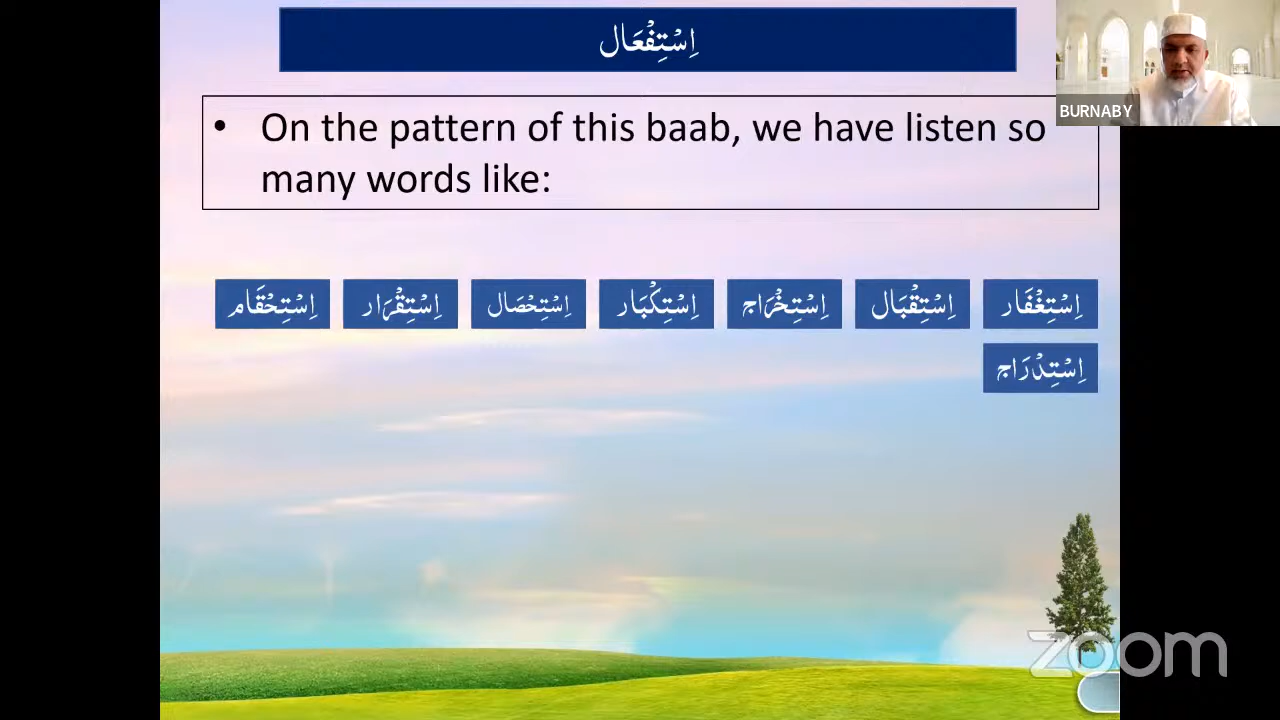 اِسْتِفْعَال
BURNABY
• On the pattern of this baab, we have listen so
many words like:
اِسْتِغْفَار اِسْتِقْبَال اِسْتِخْرَاج اِسْتِكْبَار اِسْتِحْصَال اِسْتِقْرَار اِسْتِحْقَام
اِسْتِدْرَاج
zoom